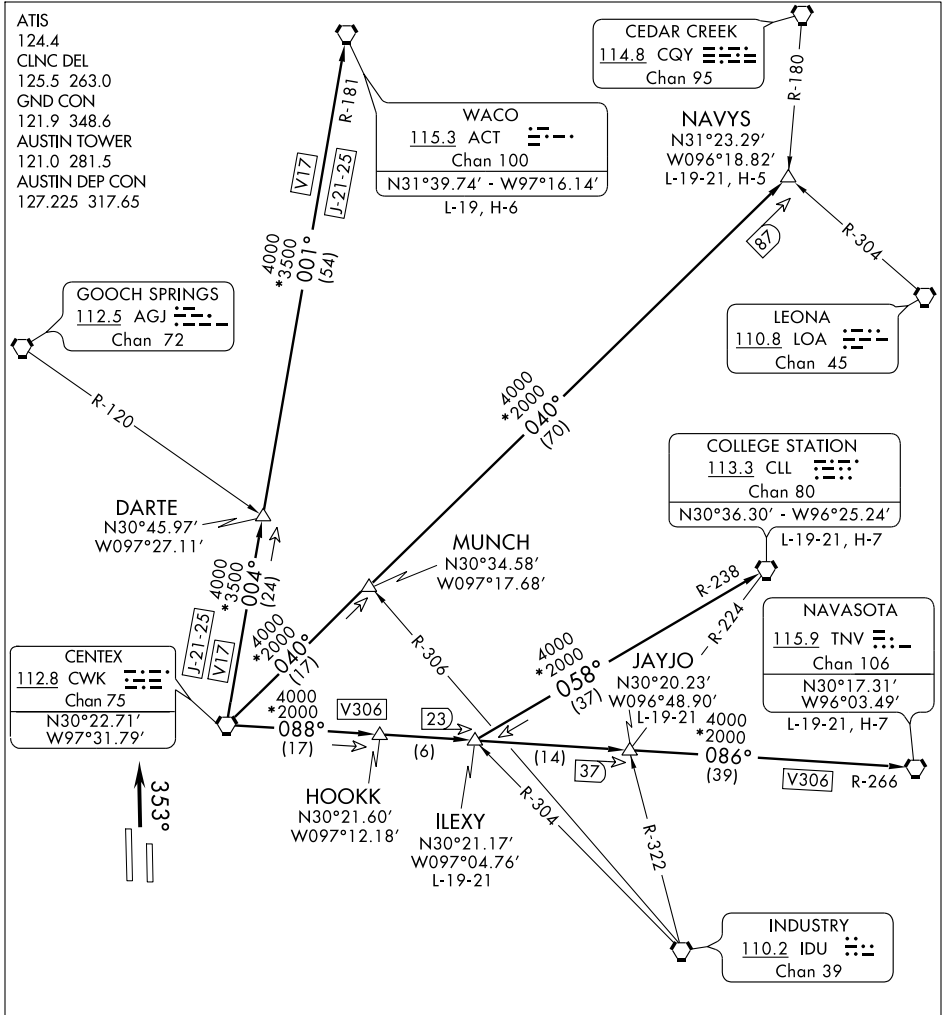 ATIS
124.4
CLNC DEL
125.5 263.0
GND CON
121.9 348.6
AUSTIN TOWER
121.0 281.5
AUSTIN DEP CON
127.225 317.65
R-181
WACO
115.3 ACT
Chan 100
N31°39.74' - W97°16.14'
L-19, H-6
CEDAR CREEK
114.8 CQY
Chan 95
R-180
NAVYS
N31°23.29'
W096°18.82'
L-19-21, H-5
V17
J-21-25
4000
*3500
001°
(54)
87
R-304
LEONA
110.8 LOA
Chan 45
GOOCH SPRINGS
112.5 AGJ
Chan 72
R-120
4000
*2000
040°
(70)
COLLEGE STATION
113.3 CLL
Chan 80
N30°36.30' - W96°25.24'
L-19-21, H-7
DARTE
N30°45.97'
W097°27.11'
MUNCH
N30°34.58'
W097°17.68'
4000
*3500
004°
(24)
J-21-25
V17
4000
*2000
040°
(17)
R-306
R-238
R-224
4000
*2000
058°
(37)
NAVASOTA
115.9 TNV
Chan 106
N30°17.31'
W96°03.49'
L-19-21, H-7
CENTEX
112.8 CWK
Chan 75
N30°22.71'
W97°31.79'
JAYJO
N30°20.23'
W096°48.90'
L-19-21
4000
*2000
088°
(17)
V306
23
(6)
(14)
37
4000
*2000
086°
(39)
V306
R-266
353°
HOOKK
N30°21.60'
W097°12.18'
ILEXY
N30°21.17'
W097°04.76'
L-19-21
R-304
R-322
INDUSTRY
110.2 IDU
Chan 39